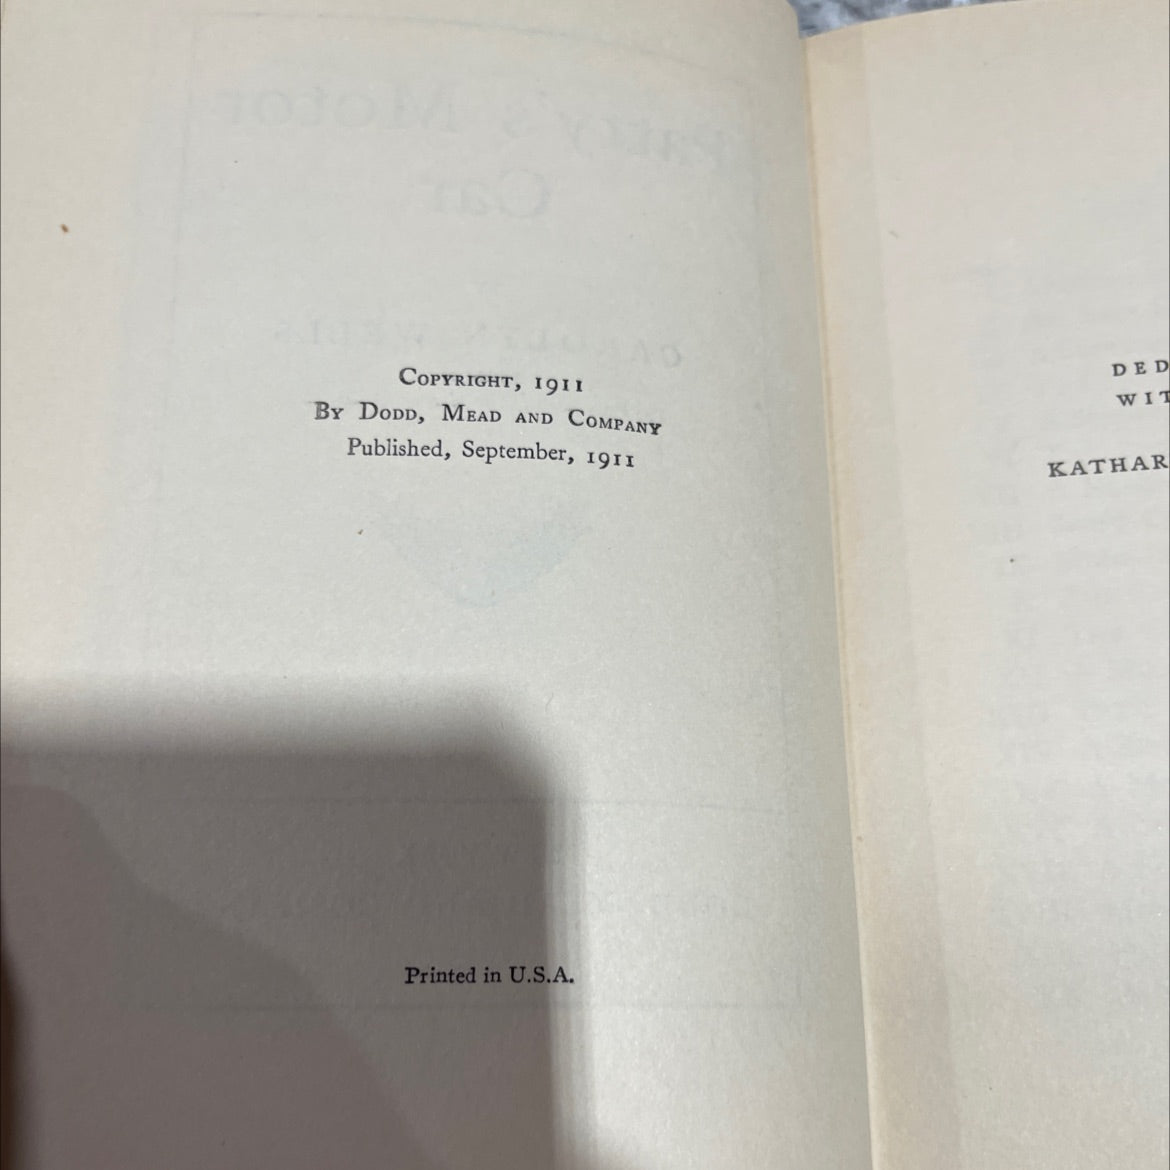 COPYRIGHT, 1911
BY DODD, MEAD AND COMPANY
Published, September, 1911
Printed in U.S.A.
DED
WIT
KATHAR